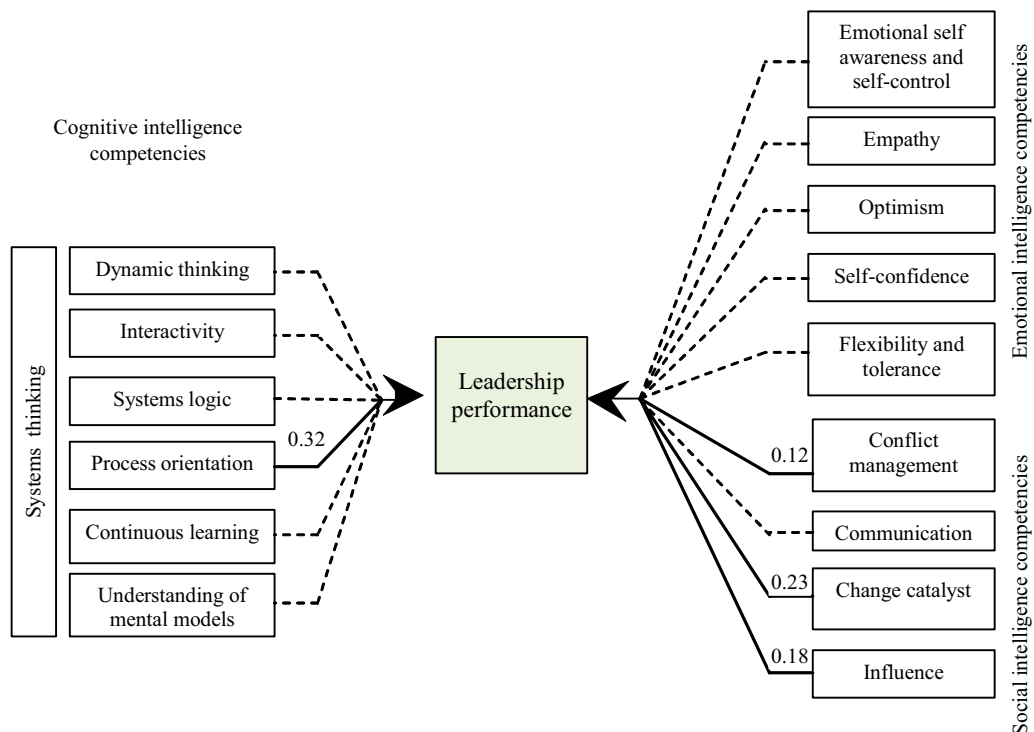 Cognitive intelligence
competencies
Systems thinking
Dynamic thinking
Interactivity
Systems logic
Process orientation
Continuous learning
Understanding of
mental models
0.32
Leadership
performance
Emotional self
awareness and
self-control
Empathy
Optimism
Self-confidence
Flexibility and
tolerance
Emotional intelligence competencies
0.12
Conflict
management
Communication
0.23
Change catalyst
0.18
Influence
Social intelligence competencies